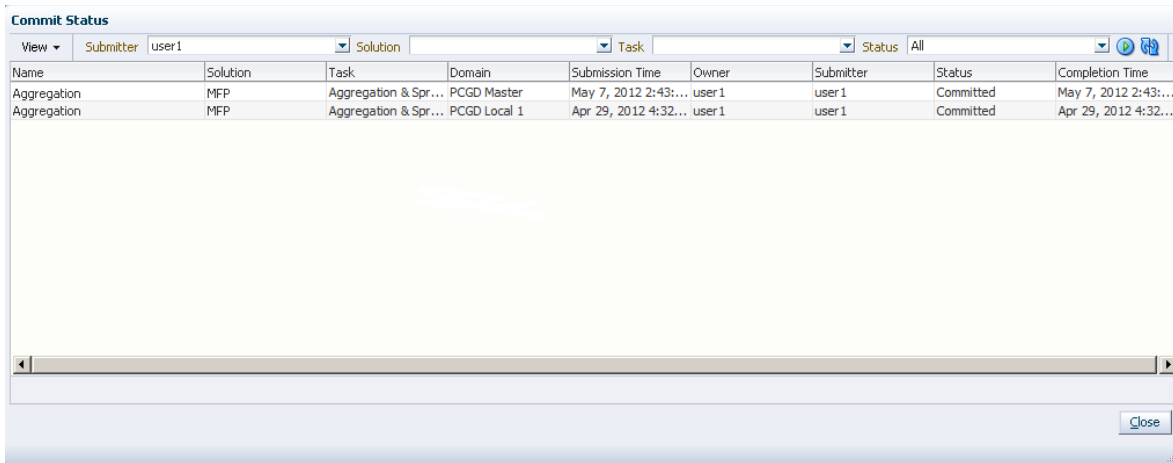 Commit Status
View Submitter user1 Solution Task Status All
Name Solution Task Domain Submission Time Owner Submitter Status Completion Time
Aggregation MFP Aggregation & Spr... PCGD Master May 7, 2012 2:43:... user1 user1 Committed May 7, 2012 2:43:...
Aggregation MFP Aggregation & Spr... PCGD Local 1 Apr 29, 2012 4:32... user1 user1 Committed Apr 29, 2012 4:32...
Close